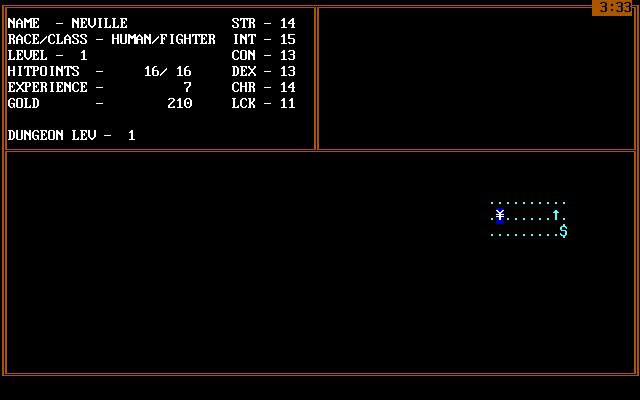 3:33
NAME - NEVILLE STR - 14
RACE/CLASS - HUMAN/FIGHTER INT - 15
LEVEL - 1 CON - 13
HITPOINTS - 16/ 16 DEX - 13
EXPERIENCE - 7 CHR - 14
GOLD - 210 LCK - 11
DUNGEON LEV - 1
..........
.¥......↑.
.........$